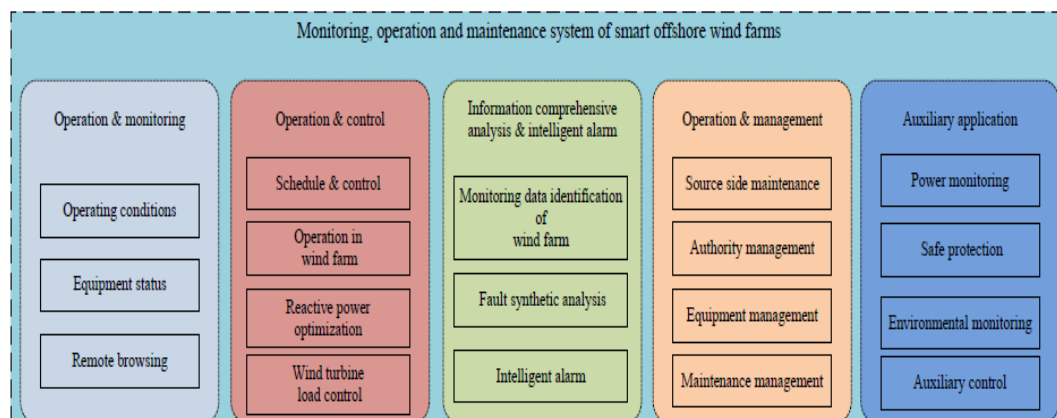 Monitoring, operation and maintenance system of smart offshore wind farms
Operation & monitoring
Operating conditions
Equipment status
Remote browsing
Operation & control
Schedule & control
Operation in
wind farm
Reactive power
optimization
Wind turbine
load control
Information comprehensive
analysis & intelligent alarm
Monitoring data identification
of
wind farm
Fault synthetic analysis
Intelligent alarm
Operation & management
Source side maintenance
Authority management
Equipment management
Maintenance management
Auxiliary application
Power monitoring
Safe protection
Environmental monitoring
Auxiliary control